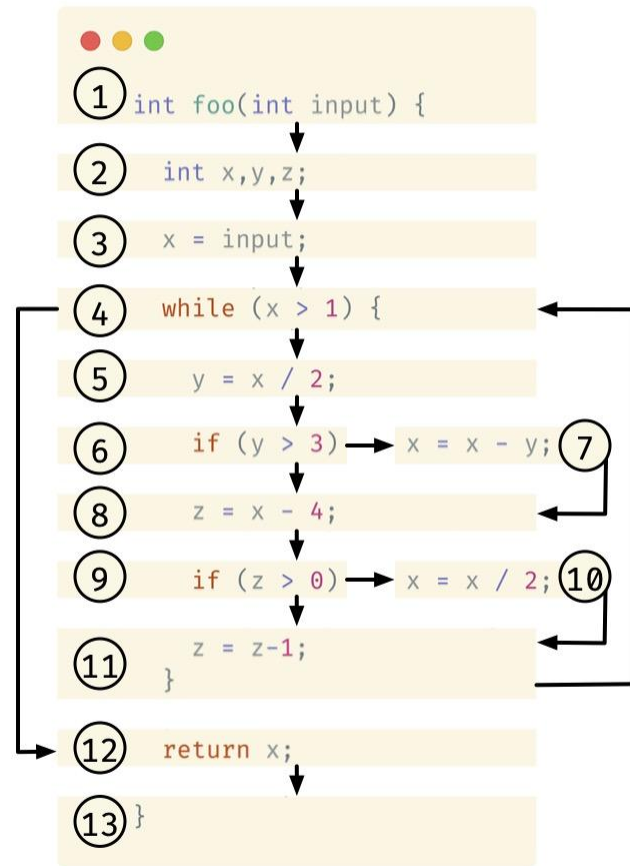 1 int foo(int input) {
2 int x,y,z;
3 x = input;
4 while (x > 1) {
5 y = x / 2;
6 if (y > 3) x = x - y; 7
8 z = x - 4;
9 if (z > 0) x = x / 2; 10
11 z = z-1;
}
12 return x;
13 }